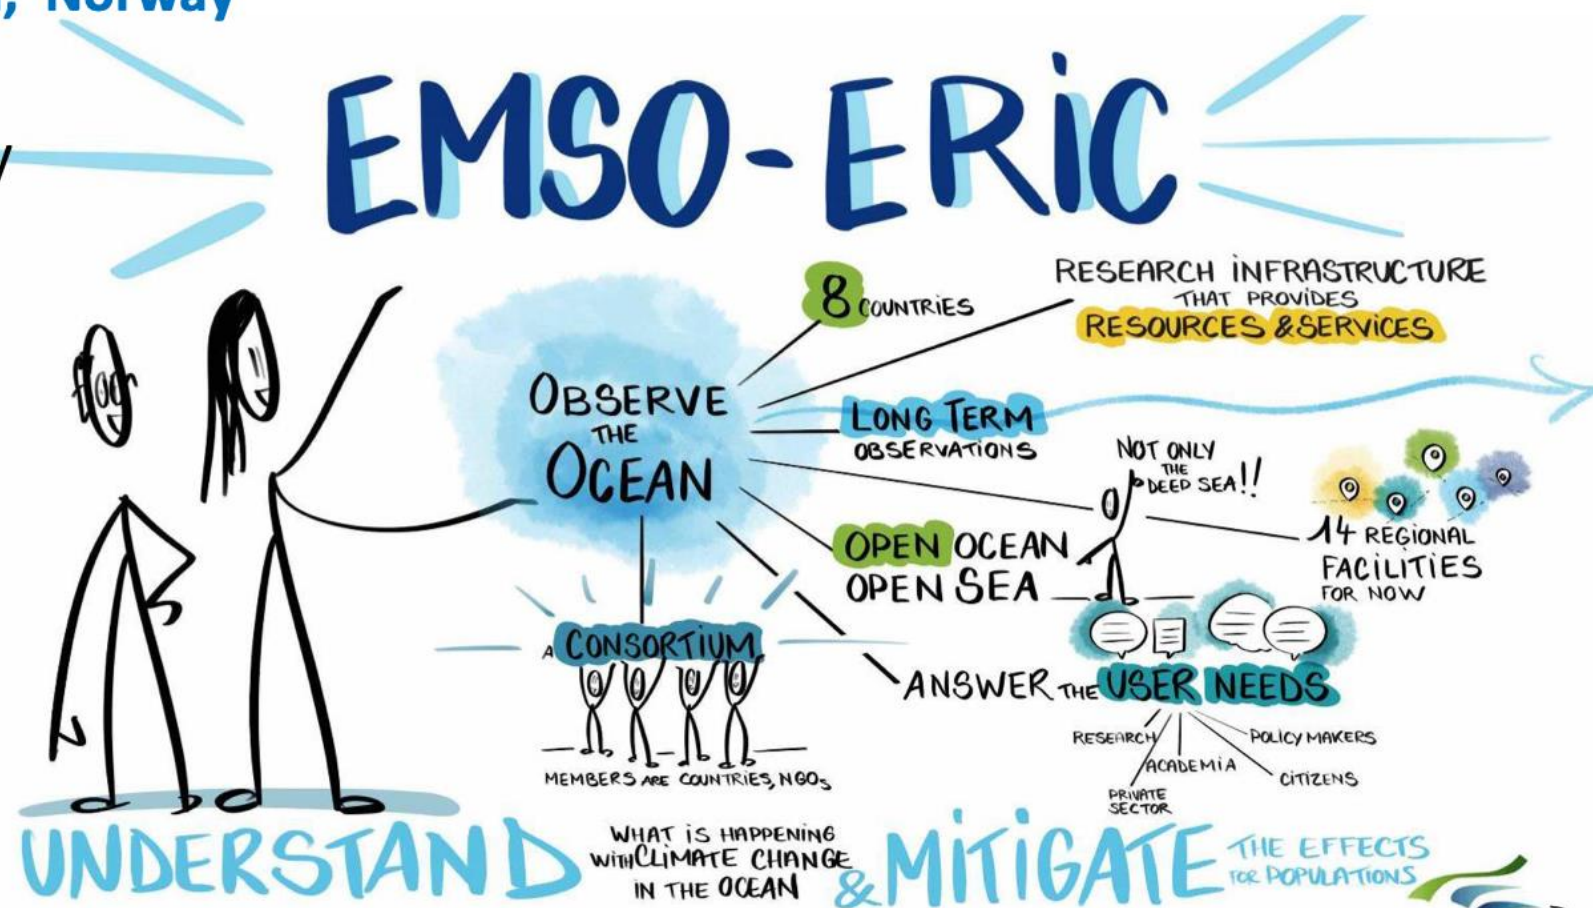 , Norway
/
EMSO-ERiC
8 COUNTRiES
RESEARCH iNFRASTRUCTURE
THAT PROViDES
RESOURCES & SERViCES
OBSERVE
THE
OCEAN
LONG TERM
OBSERVATiONS
NOT ONLY
THE
DEED SEA!!
14 REGiONAL
FACiLiTiES
FOR NOW
OPEN OCEAN
OPEN SEA
A CONSORTiUM
MEMBERS ARE COUNTRiES, NGOs
ANSWER THE USER NEEDS
RESEARCH
POLiCY MAKERS
ACADEMiA
CiTiZENS
PRiVATE
SECTOR
UNDERSTAND
WHAT iS HAPPENiNG
WiTH CLiMATE CHANGE
iN THE OCEAN
& MiTiGATE
THE EFFECTS
FOR POPULATiONS